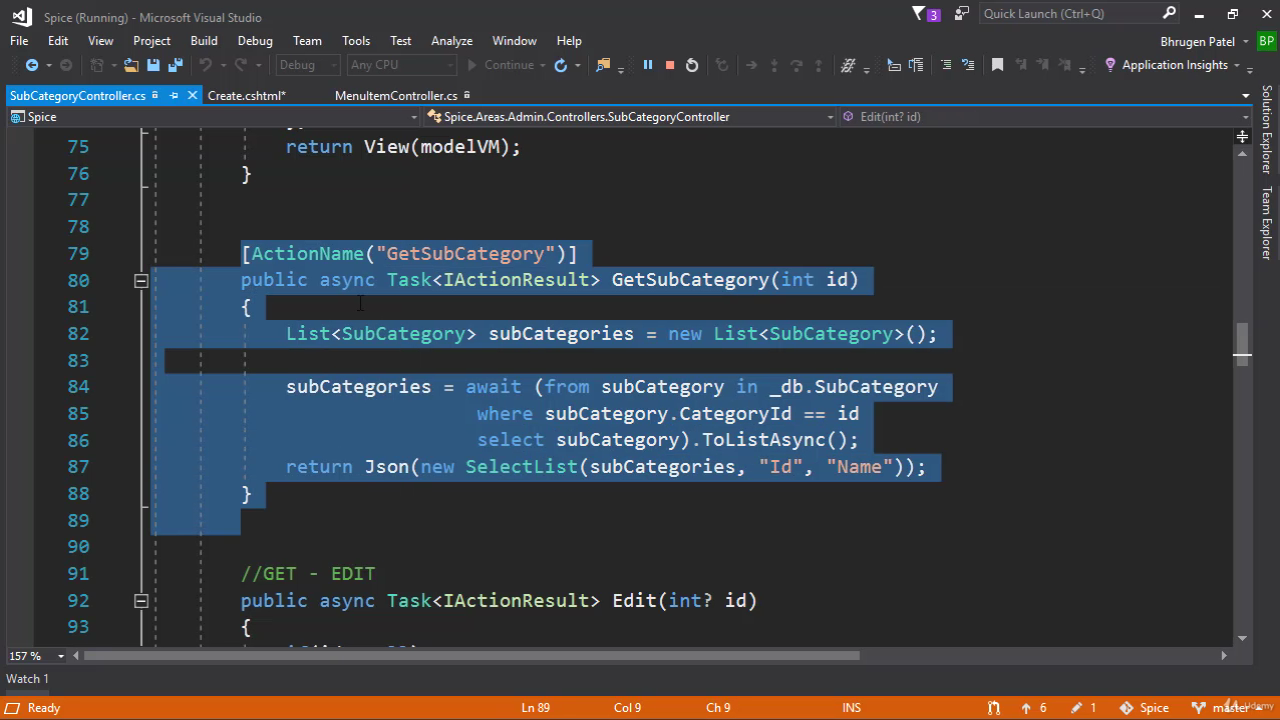 Spice (Running) - Microsoft Visual Studio
3
Quick Launch (Ctrl+Q)
File Edit View Project Build Debug Team Tools Test Analyze Window Help
Bhrugen Patel BP
Debug Any CPU Continue Application Insights
SubCategoryController.cs Create.cshtml* MenuItemController.cs
Spice Spice.Areas.Admin.Controllers.SubCategoryController Edit(int? id)
75 return View(modelVM);
76 }
77
78
79 [ActionName("GetSubCategory")]
80 public async Task<IActionResult> GetSubCategory(int id)
81 {
82 List<SubCategory> subCategories = new List<SubCategory>();
83
84 subCategories = await (from subCategory in _db.SubCategory
85 where subCategory.CategoryId == id
86 select subCategory).ToListAsync();
87 return Json(new SelectList(subCategories, "Id", "Name"));
88 }
89
90
91 //GET - EDIT
92 public async Task<IActionResult> Edit(int? id)
93 {
157 %
Watch 1
Ready Ln 89 Col 9 Ch 9 INS 6 1 Spice master
Udemy
Solution Explorer
Team Explorer